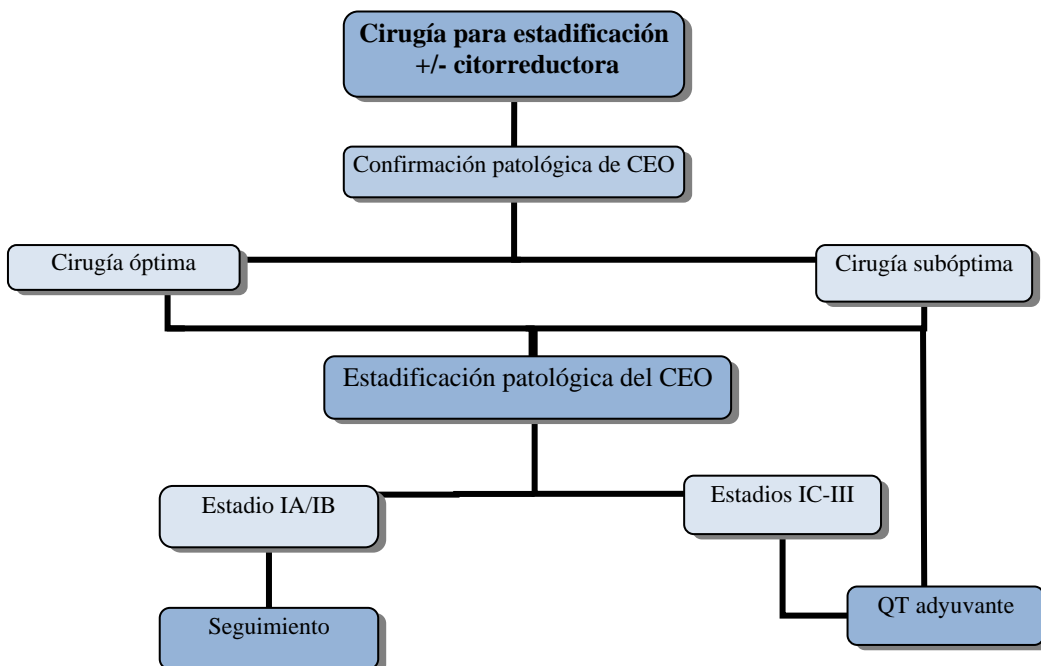 Cirugía para estadificación
+/- citorreductora
Confirmación patológica de CEO
Cirugía óptima
Cirugía subóptima
Estadificación patológica del CEO
Estadio IA/IB
Estadios IC-III
Seguimiento
QT adyuvante